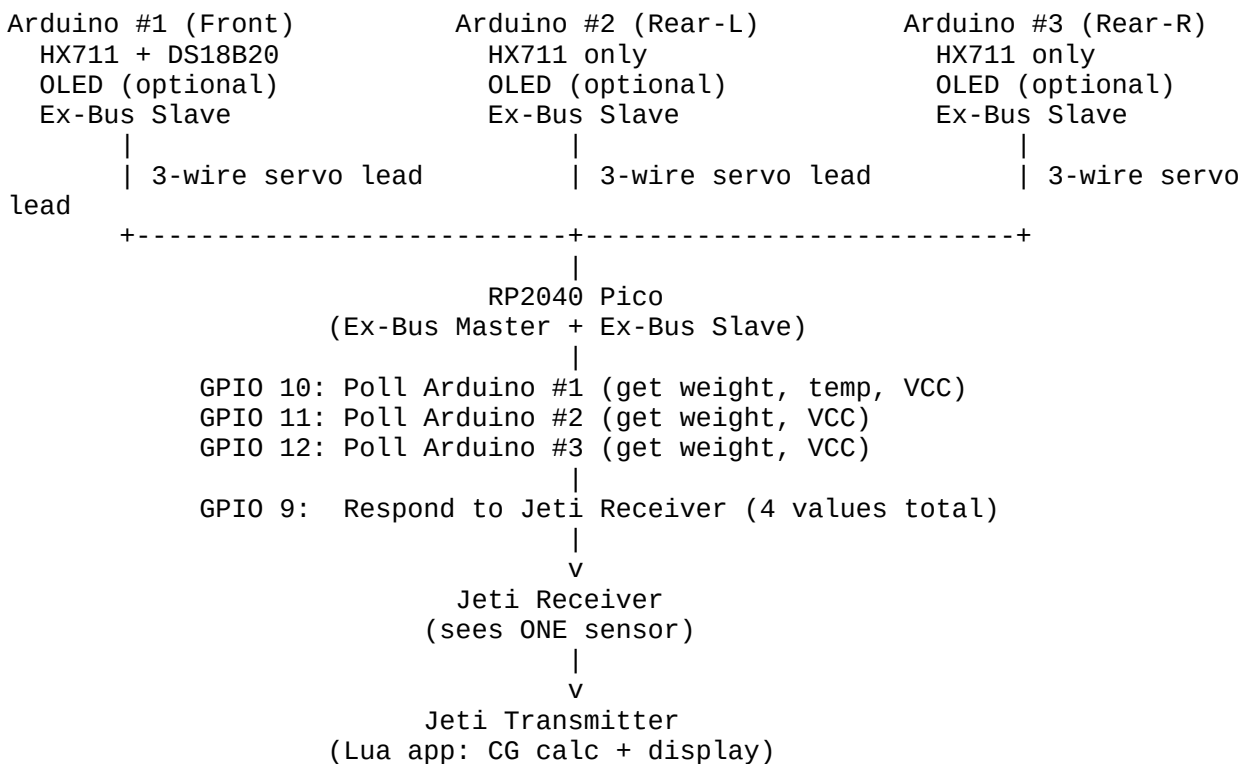 Arduino #1 (Front)           Arduino #2 (Rear-L)          Arduino #3 (Rear-R)
  HX711 + DS18B20             HX711 only                  HX711 only
  OLED (optional)             OLED (optional)             OLED (optional)
  Ex-Bus Slave                Ex-Bus Slave                Ex-Bus Slave
       |                           |                           |
       | 3-wire servo lead         | 3-wire servo lead         | 3-wire servo
lead
       +---------------------------+---------------------------+
                                   |
                              RP2040 Pico
                    (Ex-Bus Master + Ex-Bus Slave)
                                   |
            GPIO 10: Poll Arduino #1 (get weight, temp, VCC)
            GPIO 11: Poll Arduino #2 (get weight, VCC)
            GPIO 12: Poll Arduino #3 (get weight, VCC)
                                   |
            GPIO 9:  Respond to Jeti Receiver (4 values total)
                                   |
                                   v
                            Jeti Receiver
                          (sees ONE sensor)
                                   |
                                   v
                          Jeti Transmitter
                    (Lua app: CG calc + display)